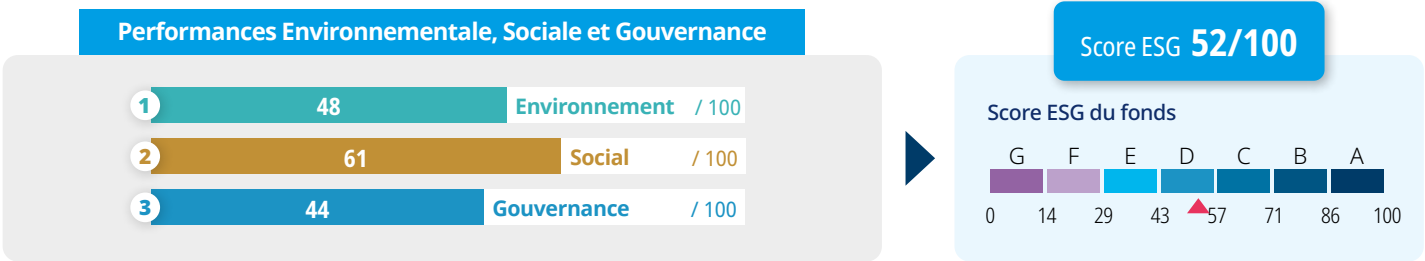 Performances Environnementale, Sociale et Gouvernance
1 48 Environnement / 100
2 61 Social / 100
3 44 Gouvernance / 100
Score ESG 52/100
Score ESG du fonds
G F E D C B A
0 14 29 43 57 71 86 100